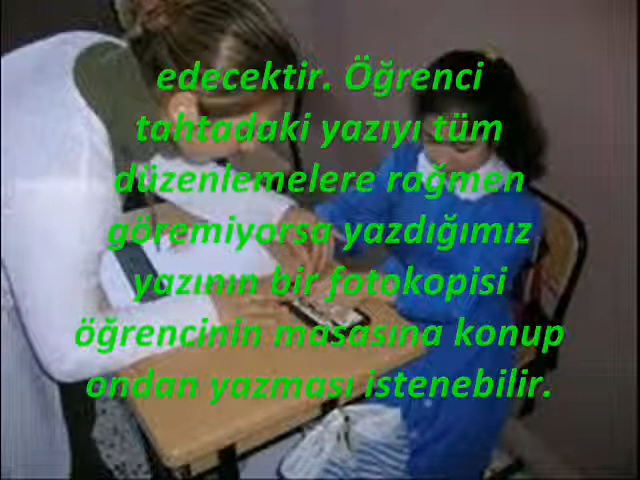 edecektir. Öğrenci
tahtadaki yazıyı tüm
düzenlemelere rağmen
göremiyorsa yazdığımız
yazının bir fotokopisi
öğrencinin masasına konup
ondan yazması istenebilir.